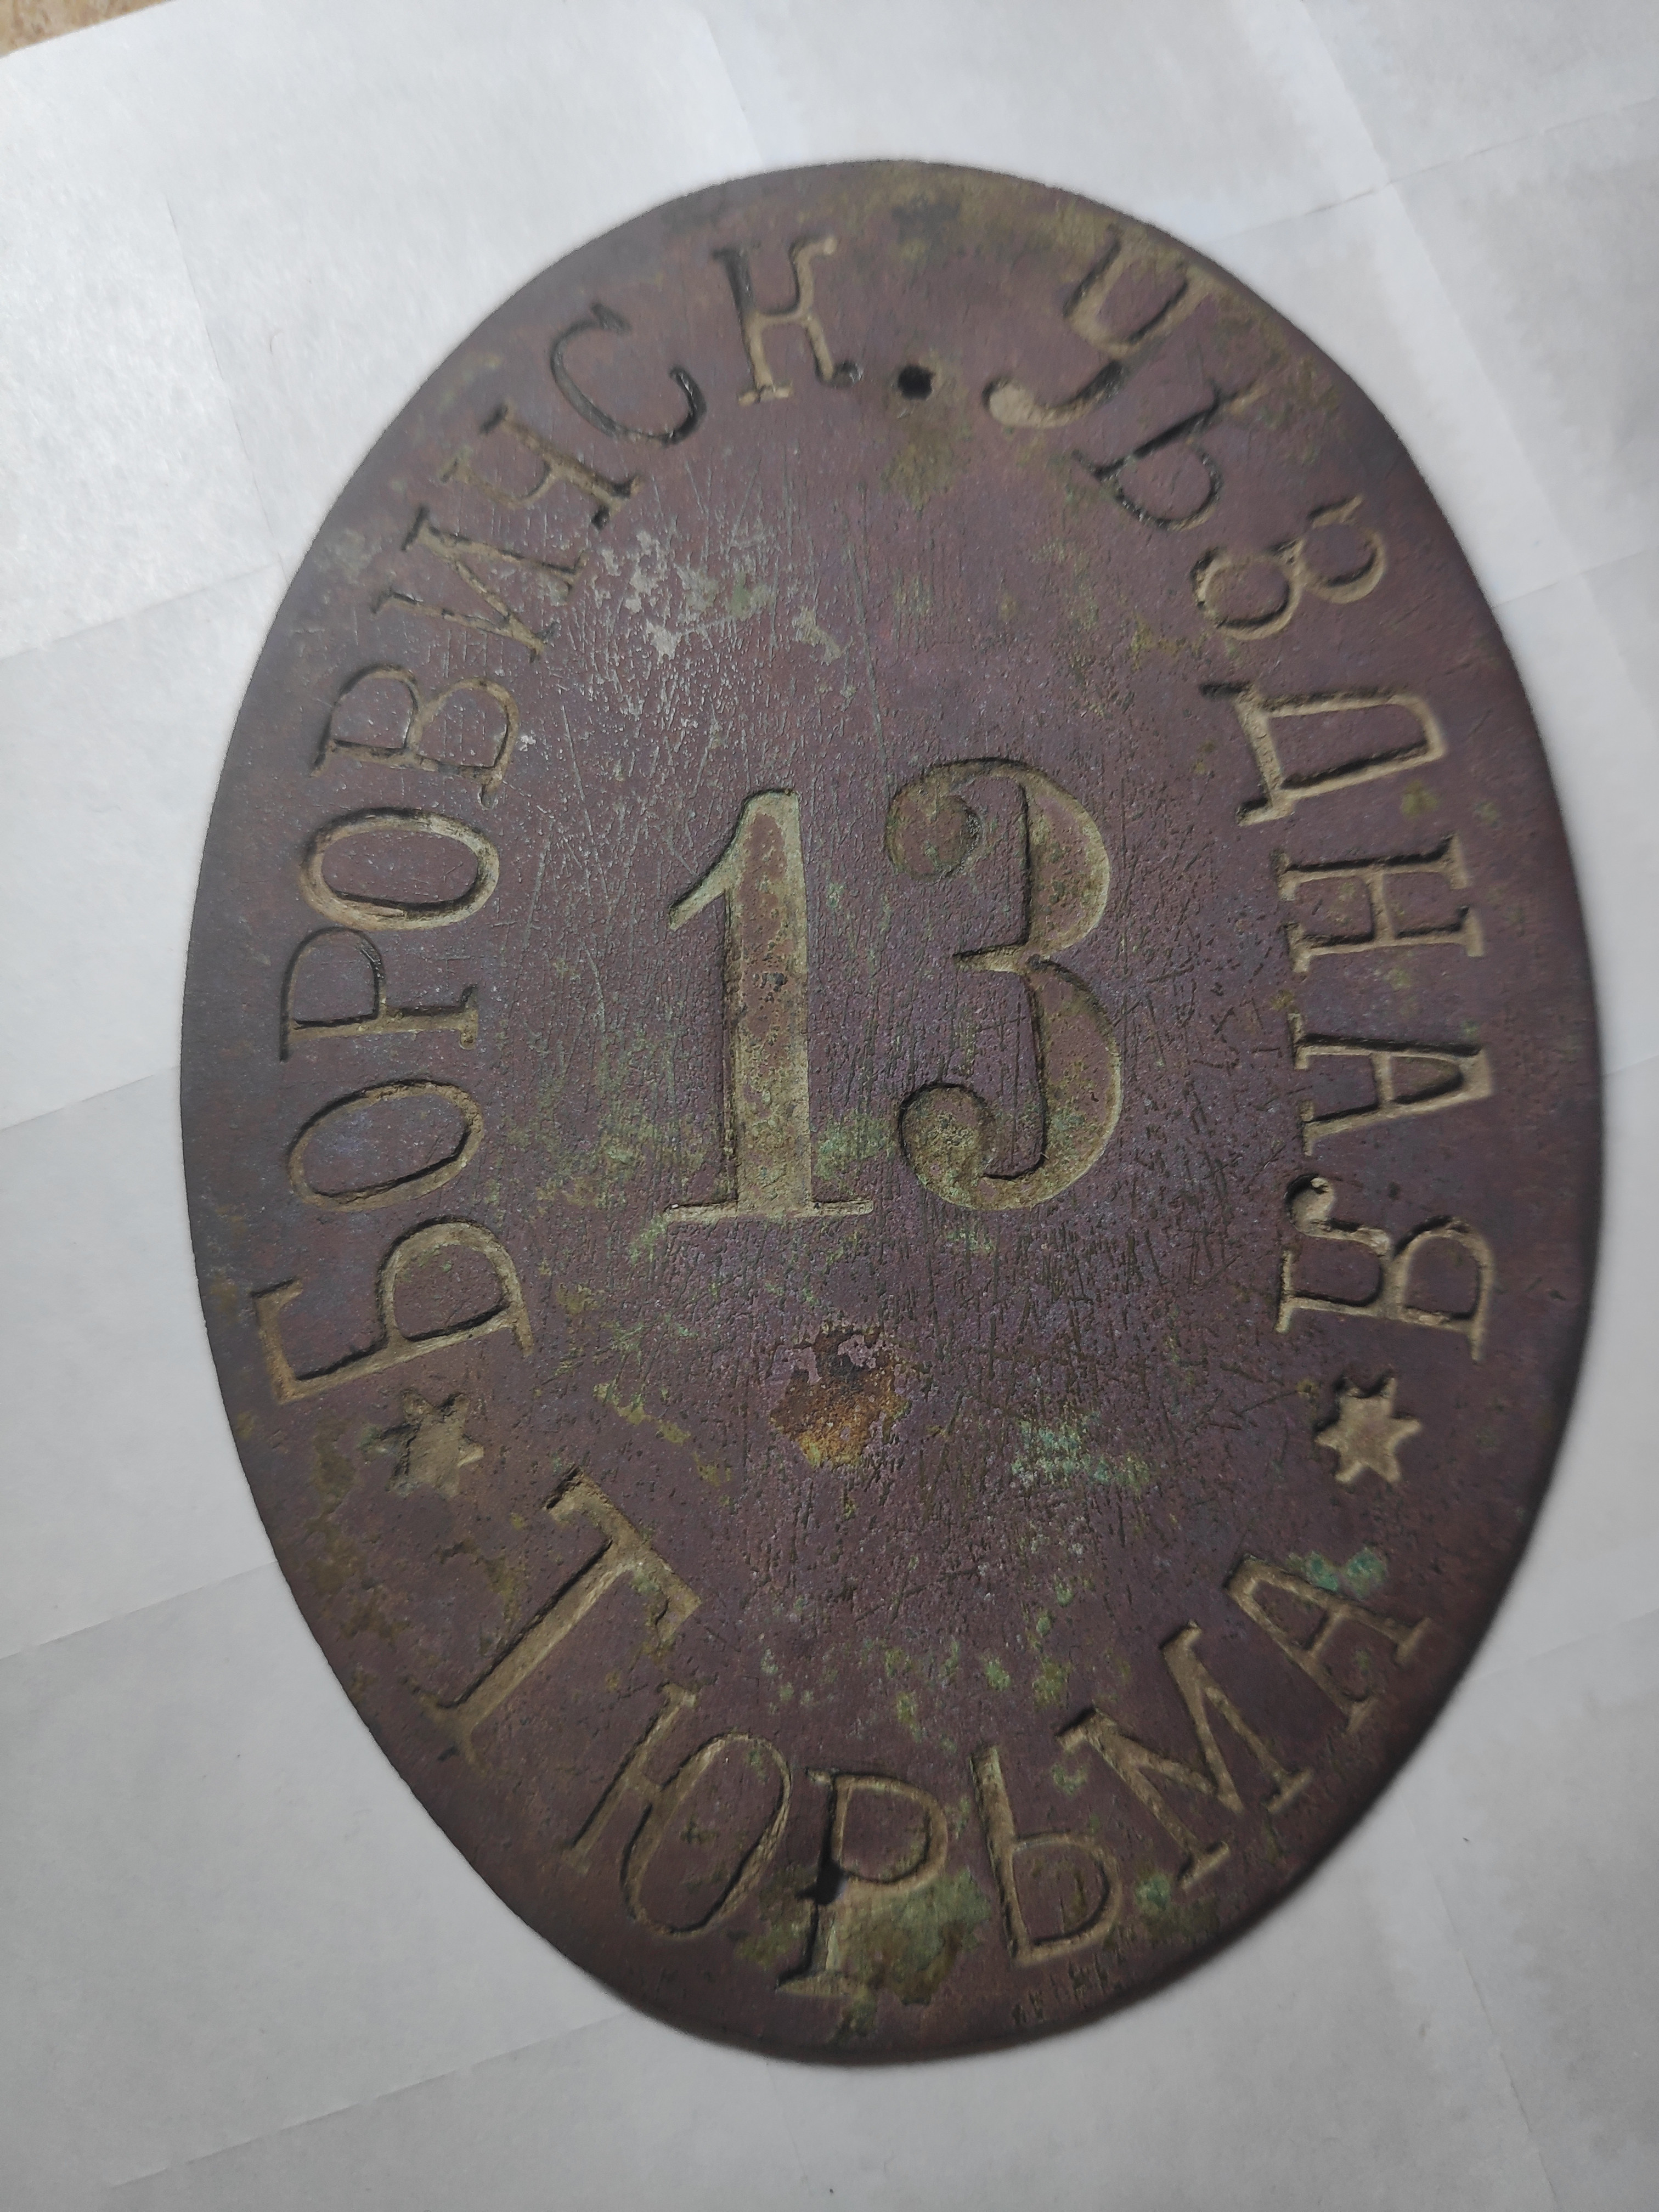 БОРОВИЧСК. УѢЗДНАЯ
13
ТЮРЬМА